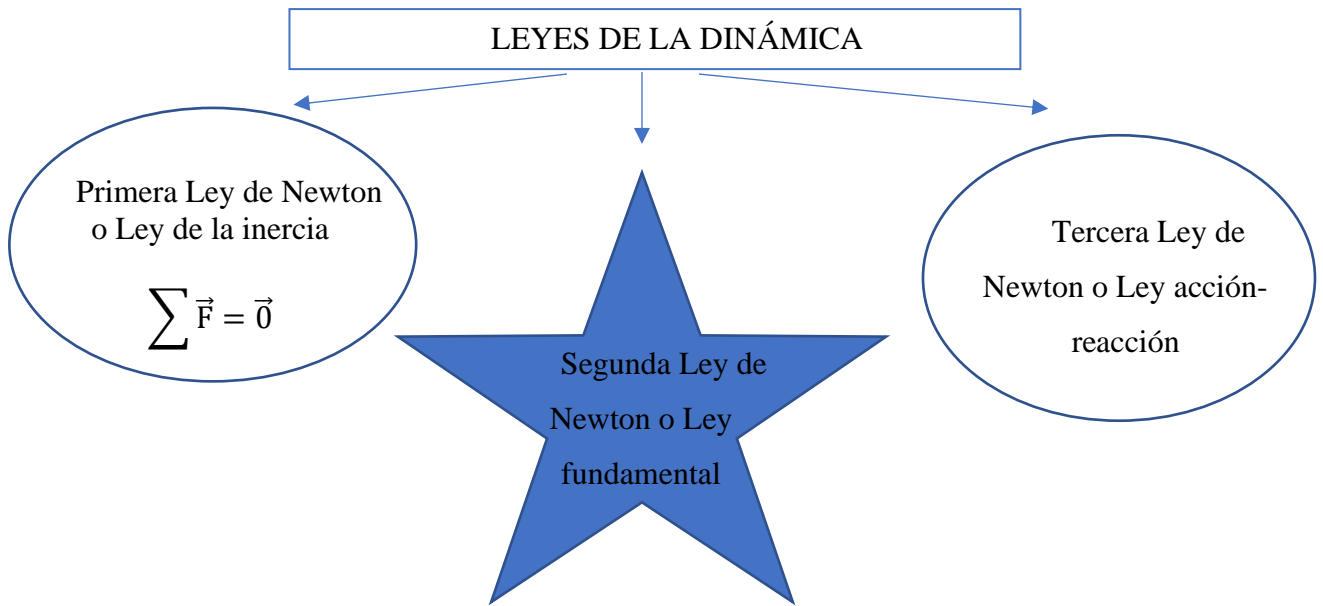 LEYES DE LA DINÁMICA
Primera Ley de Newton
o Ley de la inercia
∑ F⃗ = 0⃗
Segunda Ley de
Newton o Ley
fundamental
Tercera Ley de
Newton o Ley acción-
reacción